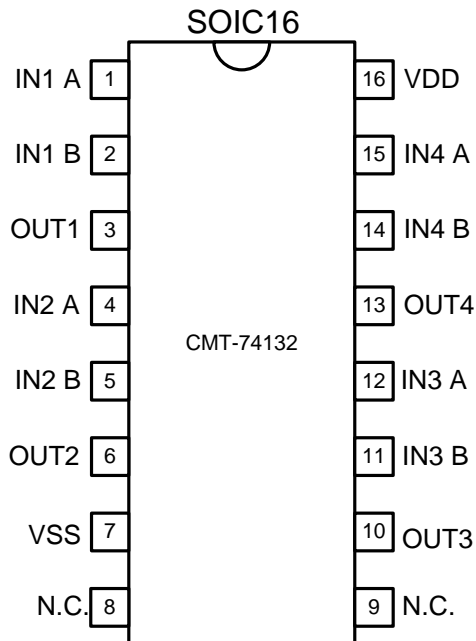 SOIC16
IN1 A 1 16 VDD
IN1 B 2 15 IN4 A
OUT1 3 14 IN4 B
IN2 A 4 13 OUT4
CMT-74132
IN2 B 5 12 IN3 A
OUT2 6 11 IN3 B
VSS 7 10 OUT3
N.C. 8 9 N.C.